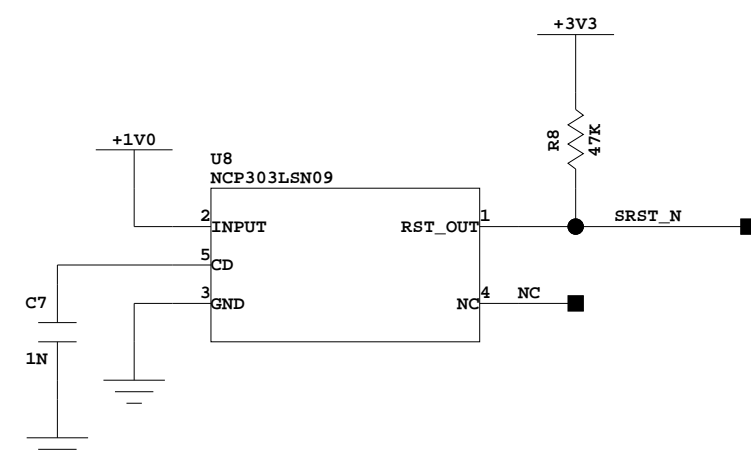 +3V3
R8
47K
+1V0
U8
NCP303LSN09
2
INPUT
RST_OUT
1
SRST_N
5
CD
3
GND
NC
4
NC
C7
1N